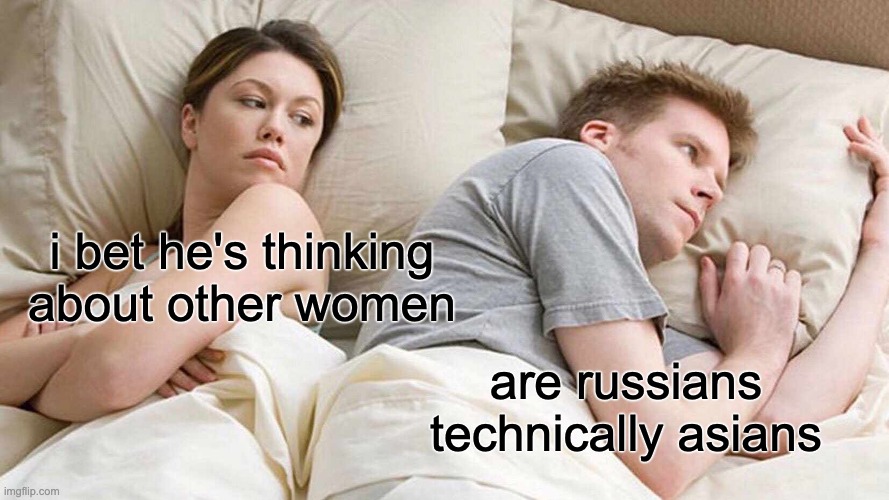 i bet he's thinking
about other women
are russians
technically asians
imgflip.com